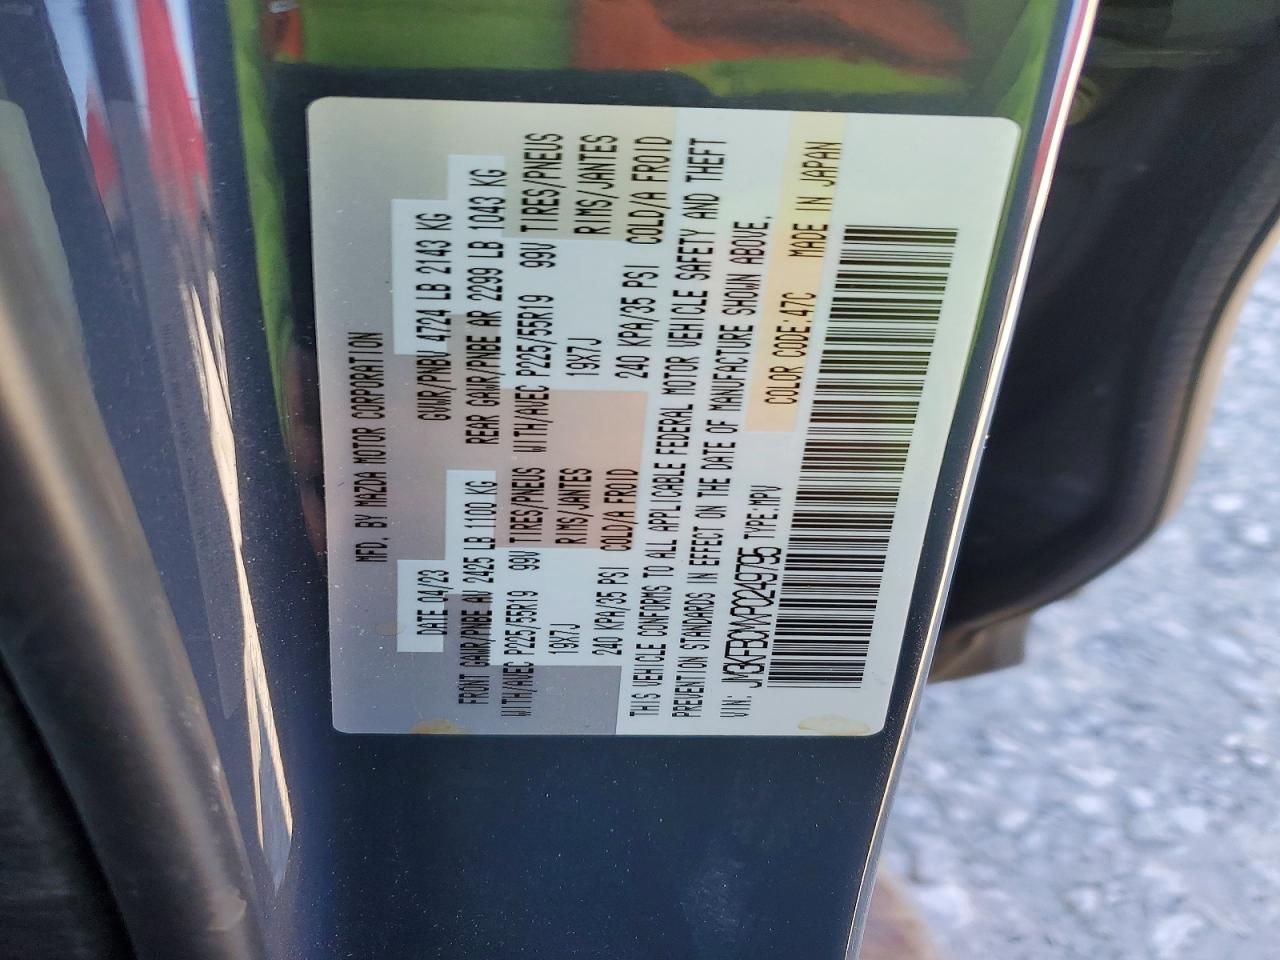 MFD. BY MAZDA MOTOR CORPORATION
DATE 04/23 GVWR/PNBV 4724 LB 2143 KG
FRONT GAWR/PNBE AV 2425 LB 1100 KG REAR GAWR/PNBE AR 2299 LB 1043 KG
WITH/AVEC P225/55R19 99V TIRES/PNEUS WITH/AVEC P225/55R19 99V TIRES/PNEUS
19X7J RIMS/JANTES 19X7J RIMS/JANTES
240 KPA/35 PSI COLD/A FROID 240 KPA/35 PSI COLD/A FROID
THIS VEHICLE CONFORMS TO ALL APPLICABLE FEDERAL MOTOR VEHICLE SAFETY AND THEFT
PREVENTION STANDARDS IN EFFECT ON THE DATE OF MANUFACTURE SHOWN ABOVE.
VIN: JM3KFBDMXP0249795 TYPE:MPV COLOR CODE:47C MADE IN JAPAN